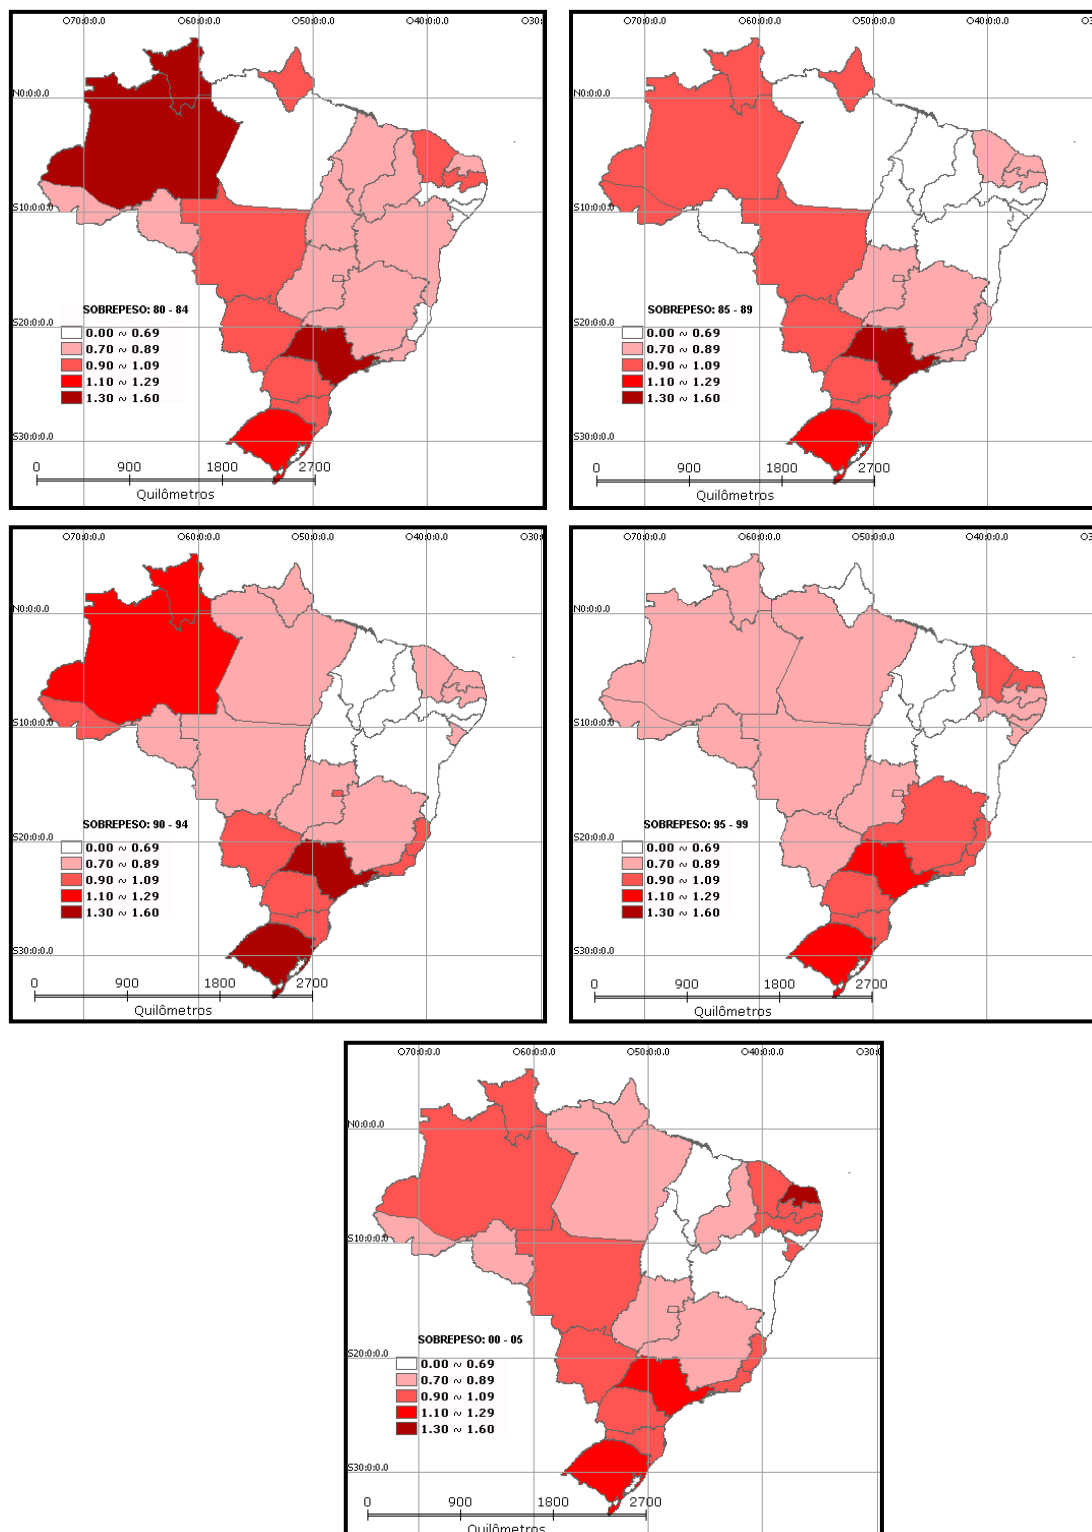 O70:0:0.0 O60:0:0.0 O50:0:0.0 O40:0:0.0 O30:0
N0:0:0.0
S10:0:0.0
S20:0:0.0
S30:0:0.0
SOBREPESO: 80 - 84
0.00 ~ 0.69
0.70 ~ 0.89
0.90 ~ 1.09
1.10 ~ 1.29
1.30 ~ 1.60
0 900 1800 2700
Quilômetros
O70:0:0.0 O60:0:0.0 O50:0:0.0 O40:0:0.0
N0:0:0.0
S10:0:0.0
S20:0:0.0
S30:0:0.0
SOBREPESO: 85 - 89
0.00 ~ 0.69
0.70 ~ 0.89
0.90 ~ 1.09
1.10 ~ 1.29
1.30 ~ 1.60
0 900 1800 2700
Quilômetros
O70:0:0.0 O60:0:0.0 O50:0:0.0 O40:0:0.0 O30:0
N0:0:0.0
S10:0:0.0
S20:0:0.0
S30:0:0.0
SOBREPESO: 90 - 94
0.00 ~ 0.69
0.70 ~ 0.89
0.90 ~ 1.09
1.10 ~ 1.29
1.30 ~ 1.60
0 900 1800 2700
Quilômetros
O70:0:0.0 O60:0:0.0 O50:0:0.0 O40:0:0.0
N0:0:0.0
S10:0:0.0
S20:0:0.0
S30:0:0.0
SOBREPESO: 95 - 99
0.00 ~ 0.69
0.70 ~ 0.89
0.90 ~ 1.09
1.10 ~ 1.29
1.30 ~ 1.60
0 900 1800 2700
Quilômetros
O70:0:0.0 O60:0:0.0 O50:0:0.0 O40:0:0.0 O30:0
N0:0:0.0
S10:0:0.0
S20:0:0.0
S30:0:0.0
SOBREPESO: 00 - 05
0.00 ~ 0.69
0.70 ~ 0.89
0.90 ~ 1.09
1.10 ~ 1.29
1.30 ~ 1.60
0 900 1800 2700
Quilômetros